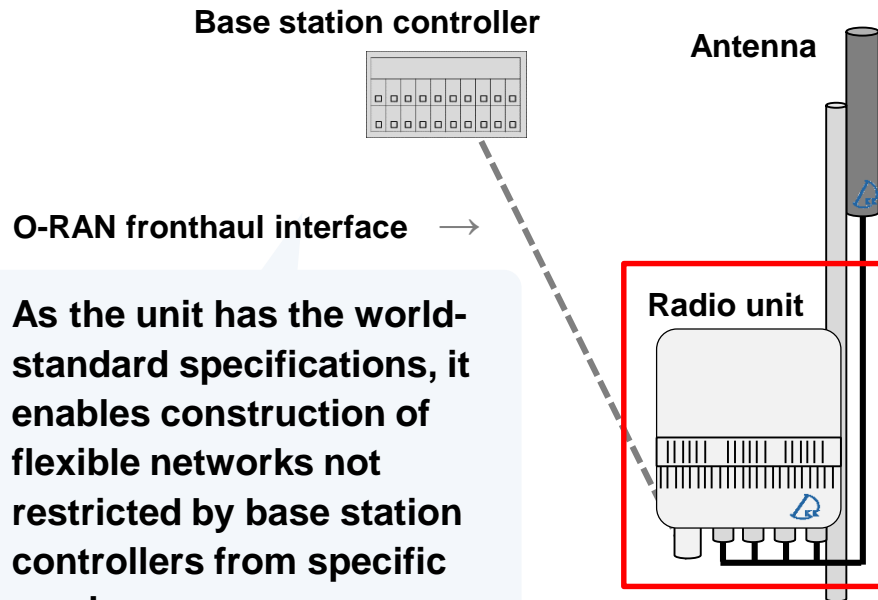 Base station controller
Antenna
O-RAN fronthaul interface →
Radio unit
As the unit has the world-
standard specifications, it
enables construction of
flexible networks not
restricted by base station
controllers from specific